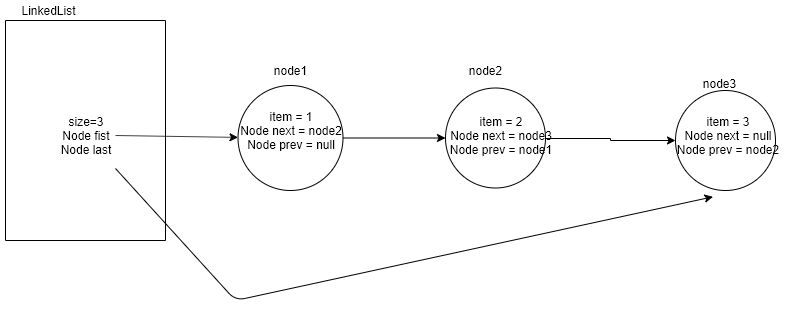 LinkedList
size=3
Node fist
Node last
node1
item = 1
Node next = node2
Node prev = null
node2
item = 2
Node next = node3
Node prev = node1
node3
item = 3
Node next = null
Node prev = node2